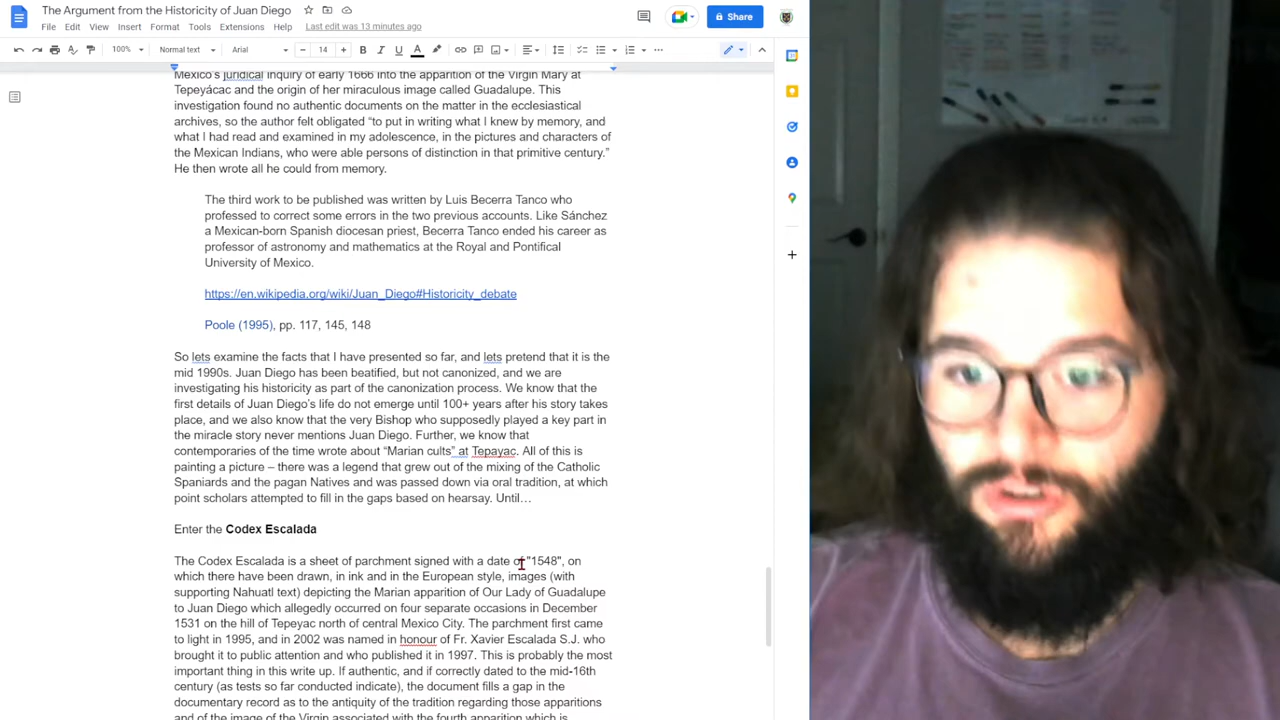 The Argument from the Historicity of Juan Diego
File Edit View Insert Format Tools Extensions Help Last edit was 13 minutes ago
Share
100% Normal text Arial 14
Mexico's juridical inquiry of early 1666 into the apparition of the Virgin Mary at
Tepeyácac and the origin of her miraculous image called Guadalupe. This
investigation found no authentic documents on the matter in the ecclesiastical
archives, so the author felt obligated “to put in writing what I knew by memory, and
what I had read and examined in my adolescence, in the pictures and characters of
the Mexican Indians, who were able persons of distinction in that primitive century.”
He then wrote all he could from memory.
The third work to be published was written by Luis Becerra Tanco who
professed to correct some errors in the two previous accounts. Like Sánchez
a Mexican-born Spanish diocesan priest, Becerra Tanco ended his career as
professor of astronomy and mathematics at the Royal and Pontifical
University of Mexico.
https://en.wikipedia.org/wiki/Juan_Diego#Historicity_debate
Poole (1995), pp. 117, 145, 148
So lets examine the facts that I have presented so far, and lets pretend that it is the
mid 1990s. Juan Diego has been beatified, but not canonized, and we are
investigating his historicity as part of the canonization process. We know that the
first details of Juan Diego's life do not emerge until 100+ years after his story takes
place, and we also know that the very Bishop who supposedly played a key part in
the miracle story never mentions Juan Diego. Further, we know that
contemporaries of the time wrote about “Marian cults” at Tepayac. All of this is
painting a picture – there was a legend that grew out of the mixing of the Catholic
Spaniards and the pagan Natives and was passed down via oral tradition, at which
point scholars attempted to fill in the gaps based on hearsay. Until…
Enter the Codex Escalada
The Codex Escalada is a sheet of parchment signed with a date of "1548", on
which there have been drawn, in ink and in the European style, images (with
supporting Nahuatl text) depicting the Marian apparition of Our Lady of Guadalupe
to Juan Diego which allegedly occurred on four separate occasions in December
1531 on the hill of Tepeyac north of central Mexico City. The parchment first came
to light in 1995, and in 2002 was named in honour of Fr. Xavier Escalada S.J. who
brought it to public attention and who published it in 1997. This is probably the most
important thing in this write up. If authentic, and if correctly dated to the mid-16th
century (as tests so far conducted indicate), the document fills a gap in the
documentary record as to the antiquity of the tradition regarding those apparitions
and of the image of the Virgin associated with the fourth apparition which is